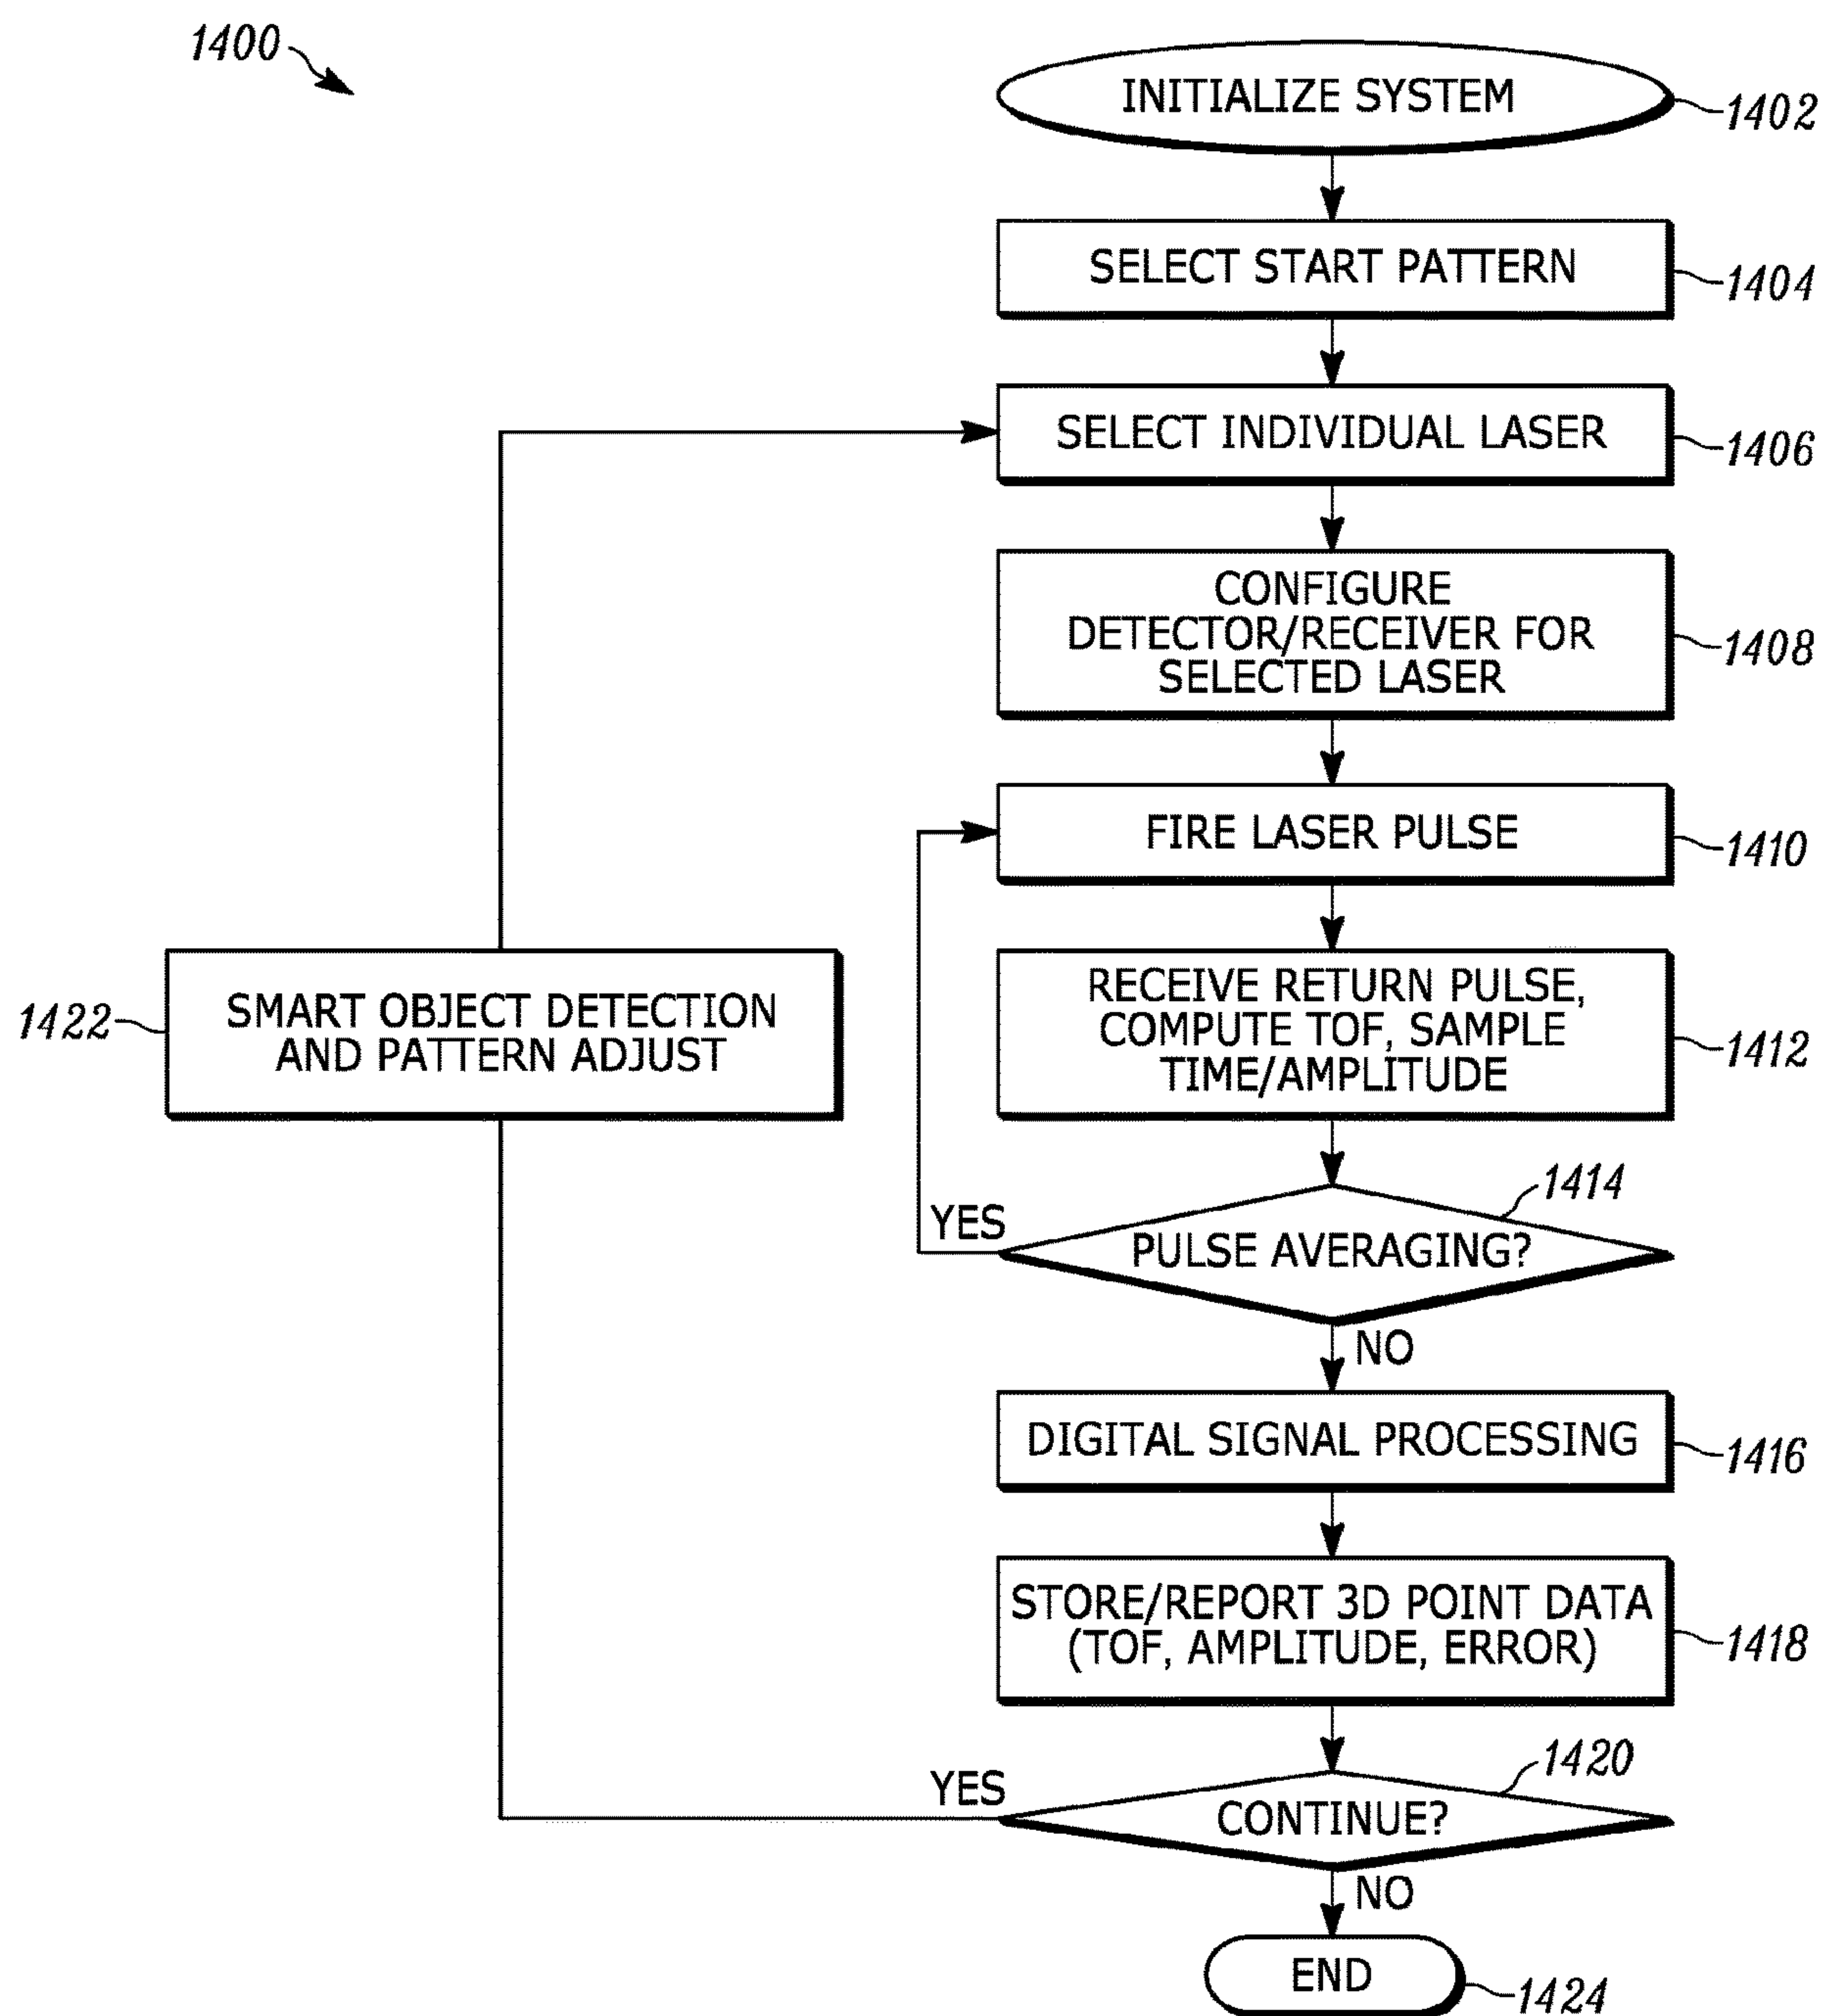 1400
INITIALIZE SYSTEM
1402
SELECT START PATTERN
1404
SELECT INDIVIDUAL LASER
1406
CONFIGURE
DETECTOR/RECEIVER FOR
SELECTED LASER
1408
FIRE LASER PULSE
1410
RECEIVE RETURN PULSE,
COMPUTE TOF, SAMPLE
TIME/AMPLITUDE
1412
SMART OBJECT DETECTION
AND PATTERN ADJUST
1422
1414
YES
PULSE AVERAGING?
NO
DIGITAL SIGNAL PROCESSING
1416
STORE/REPORT 3D POINT DATA
(TOF, AMPLITUDE, ERROR)
1418
1420
YES
CONTINUE?
NO
END
1424